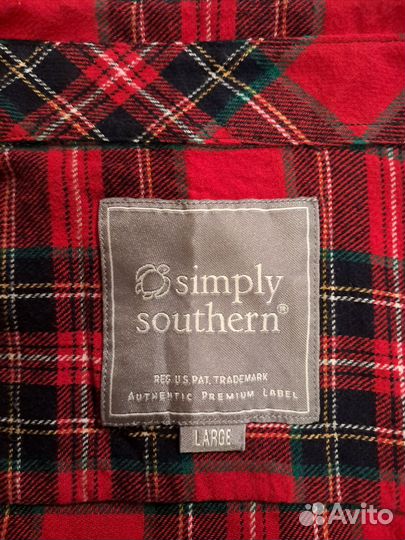 simply
southern®
REG. U.S. PAT. TRADEMARK
AUTHENTIC PREMIUM LABEL
LARGE
Avito